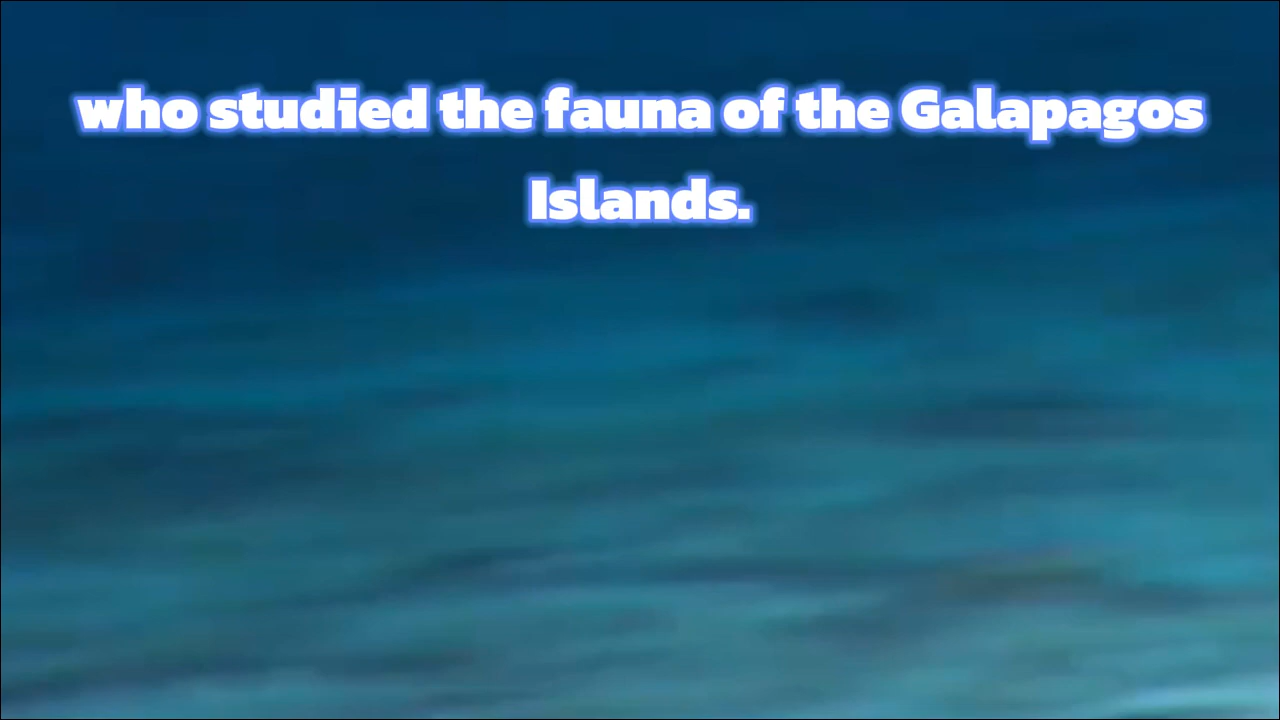 who studied the fauna of the Galapagos
Islands.